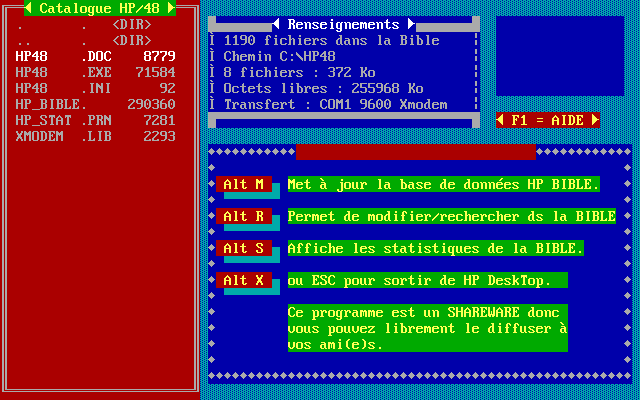 Catalogue HP/48
. . <DIR>
.. . <DIR>
HP48 .DOC 8779
HP48 .EXE 71584
HP48 .INI 92
HP_BIBLE. 290360
HP_STAT .PRN 7281
XMODEM .LIB 2293
Renseignements
Ì 1190 fichiers dans la Bible
Ì Chemin C:\HP48
Ì 8 fichiers : 372 Ko
Ì Octets libres : 255968 Ko
Ì Transfert : COM1 9600 Xmodem
F1 = AIDE
Alt M Met à jour la base de données HP BIBLE.
Alt R Permet de modifier/rechercher ds la BIBLE
Alt S Affiche les statistiques de la BIBLE.
Alt X ou ESC pour sortir de HP DeskTop.
Ce programme est un SHAREWARE donc
vous pouvez librement le diffuser à
vos ami(e)s.